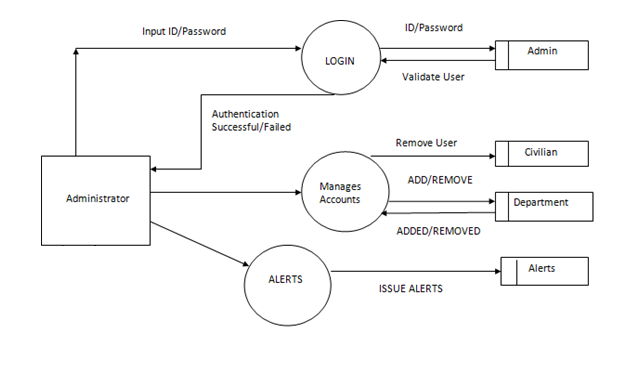 Input ID/Password
ID/Password
LOGIN
Admin
Validate User
Authentication
Successful/Failed
Remove User
Civilian
Administrator
Manages
Accounts
ADD/REMOVE
Department
ADDED/REMOVED
ALERTS
Alerts
ISSUE ALERTS